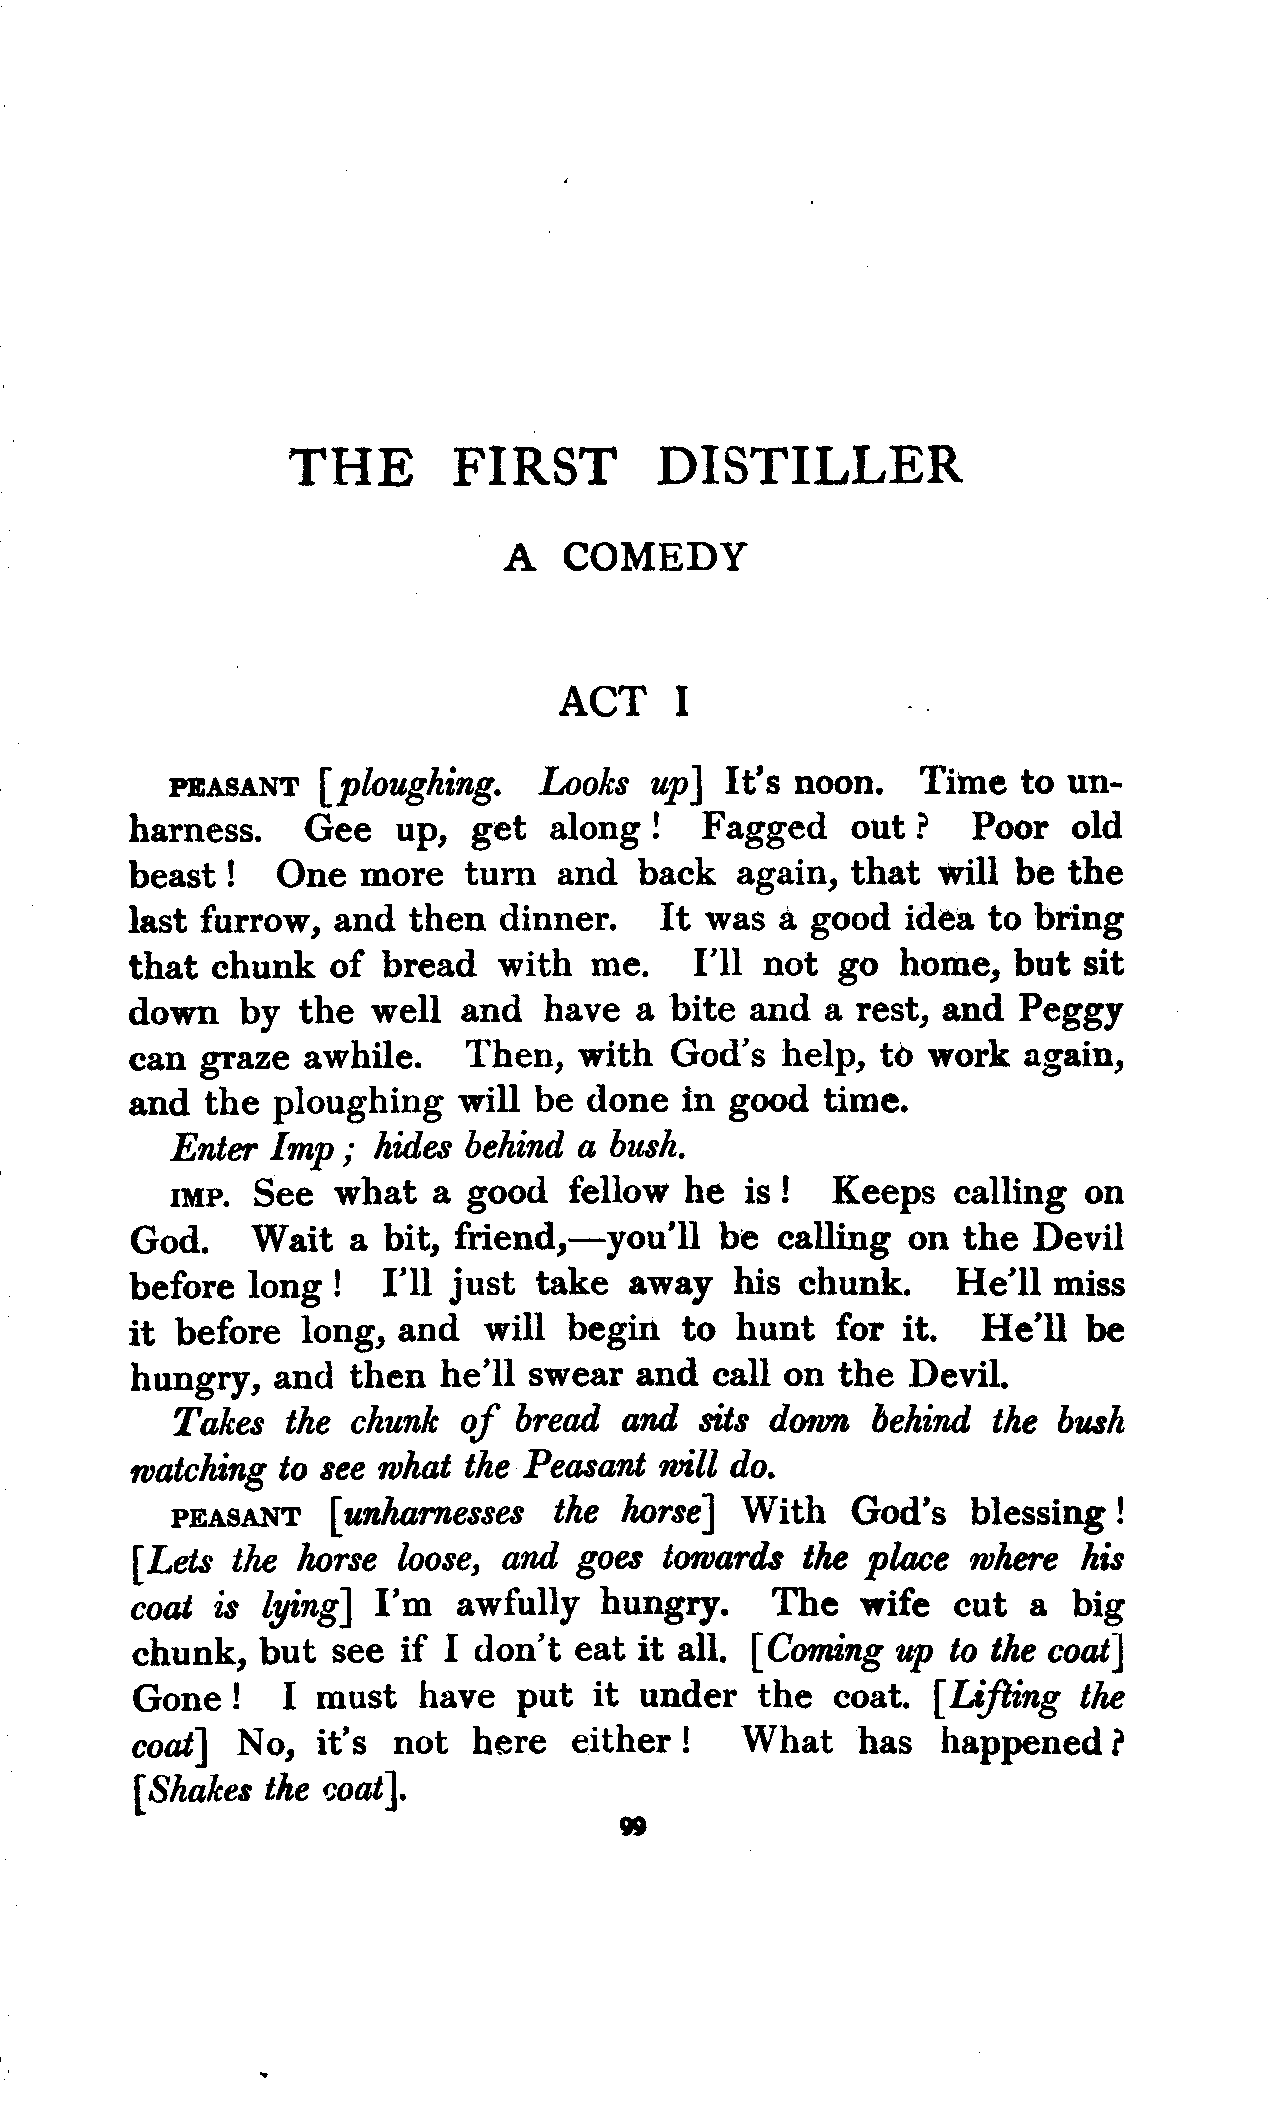 THE FIRST DISTILLER
A COMEDY
ACT I
PEASANT [ploughing. Looks up] It's noon. Time to un-
harness. Gee up, get along! Fagged out? Poor old
beast! One more turn and back again, that will be the
last furrow, and then dinner. It was a good idea to bring
that chunk of bread with me. I'll not go home, but sit
down by the well and have a bite and a rest, and Peggy
can graze awhile. Then, with God's help, to work again,
and the ploughing will be done in good time.
Enter Imp; hides behind a bush.
IMP. See what a good fellow he is! Keeps calling on
God. Wait a bit, friend,—you'll be calling on the Devil
before long! I'll just take away his chunk. He'll miss
it before long, and will begin to hunt for it. He'll be
hungry, and then he'll swear and call on the Devil.
Takes the chunk of bread and sits down behind the bush
watching to see what the Peasant will do.
PEASANT [unharnesses the horse] With God's blessing!
[Lets the horse loose, and goes towards the place where his
coat is lying] I'm awfully hungry. The wife cut a big
chunk, but see if I don't eat it all. [Coming up to the coat]
Gone! I must have put it under the coat. [Lifting the
coat] No, it's not here either! What has happened?
[Shakes the coat].
99